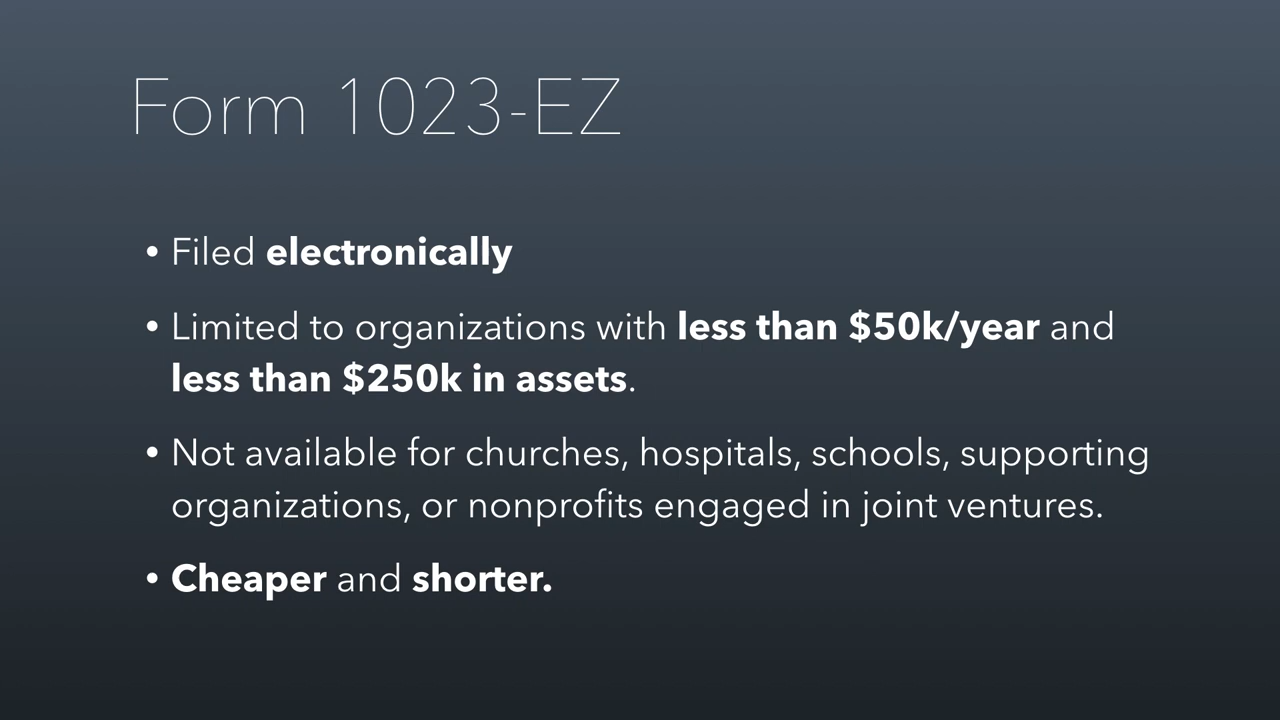 Form 1023-EZ
• Filed electronically
• Limited to organizations with less than $50k/year and
less than $250k in assets.
• Not available for churches, hospitals, schools, supporting
organizations, or nonprofits engaged in joint ventures.
• Cheaper and shorter.